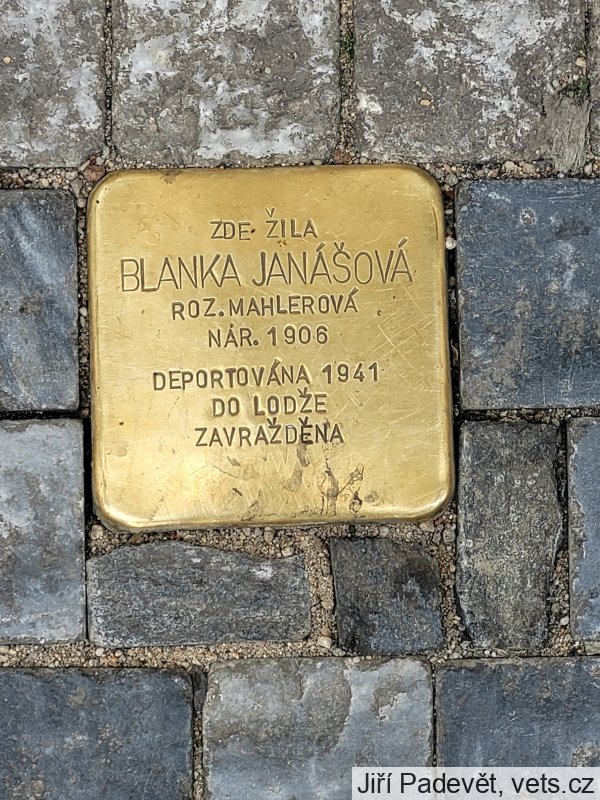 ZDE ŽILA
BLANKA JANÁŠOVÁ
ROZ. MAHLEROVÁ
NÁR. 1906
DEPORTOVÁNA 1941
DO LODŽE
ZAVRAŽDĚNA
Jiří Padevět, vets.cz